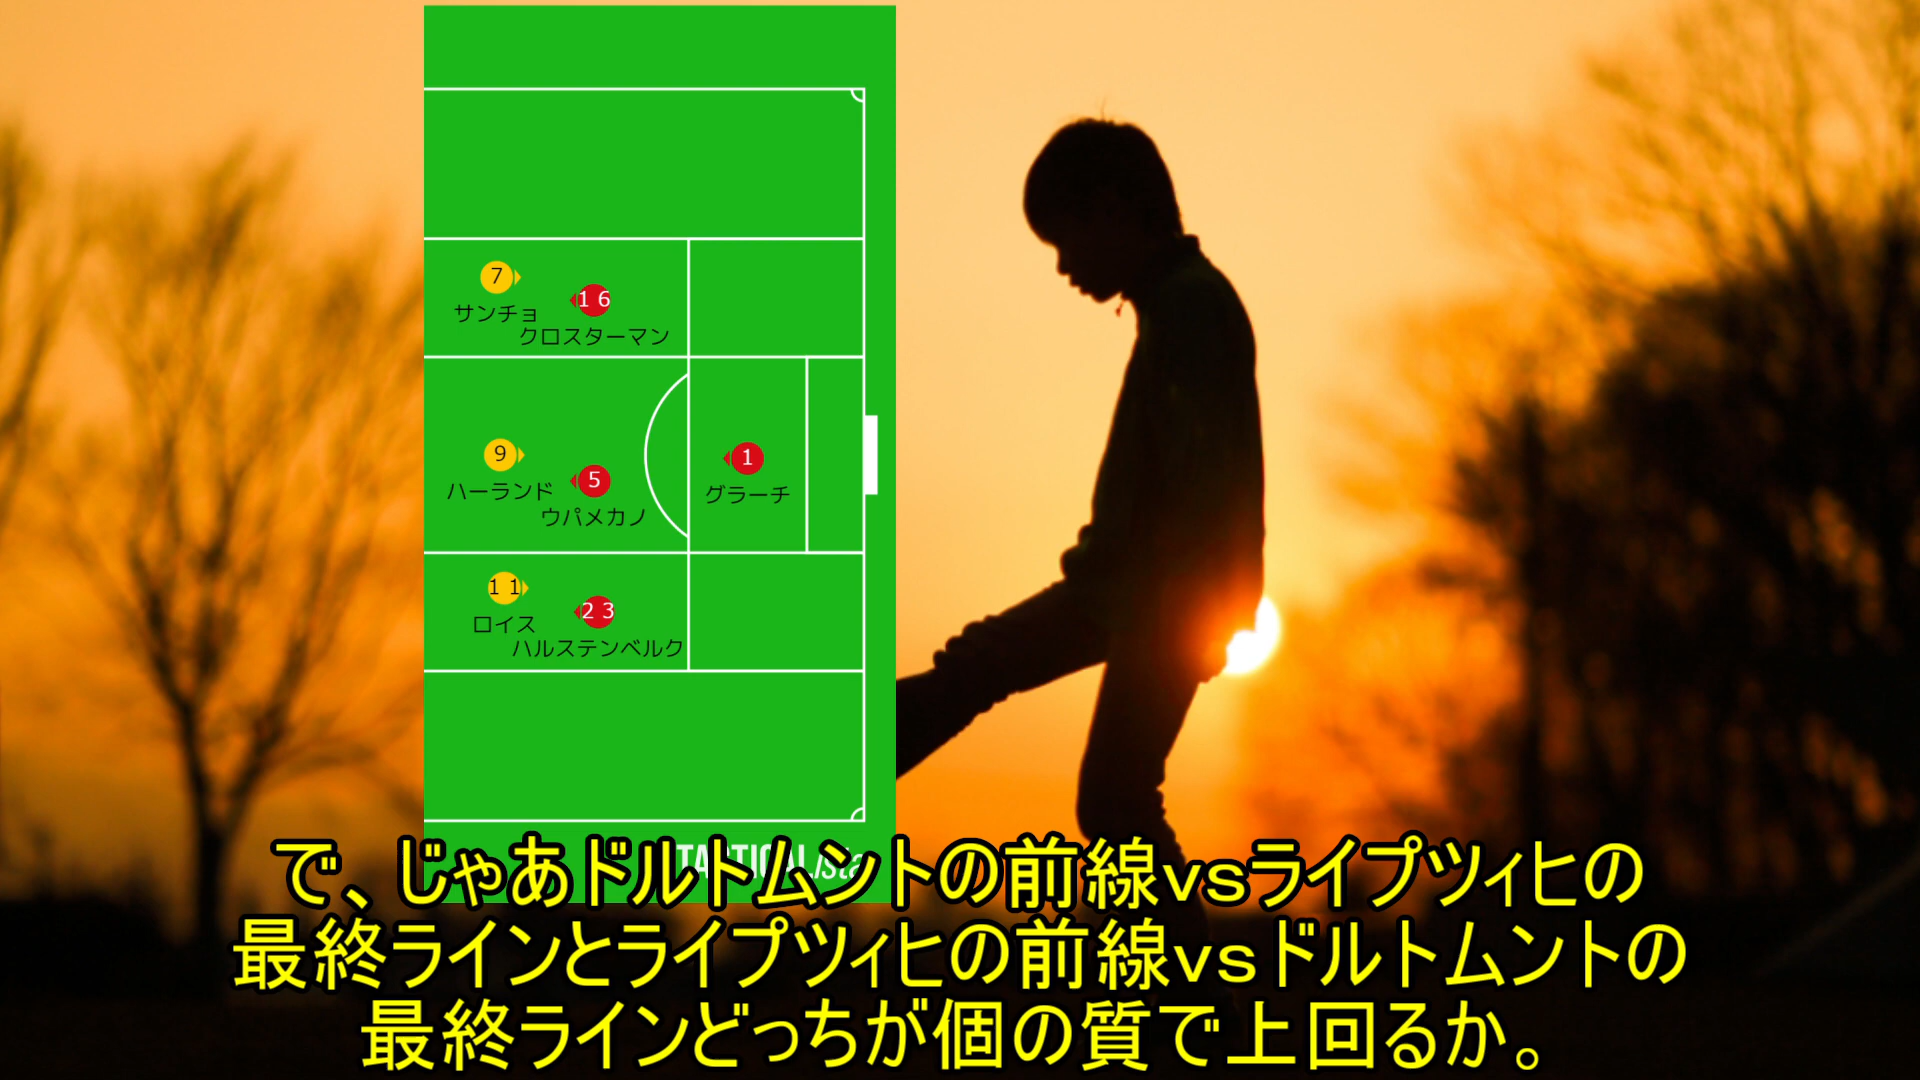 7
サンチョ
16
クロスターマン
9
ハーランド
5
ウパメカノ
1
グラーチ
11
ロイス
23
ハルステンベルク
で、じゃあドルトムントの前線vsライプツィヒの
最終ラインとライプツィヒの前線vsドルトムントの
最終ラインどっちが個の質で上回るか。